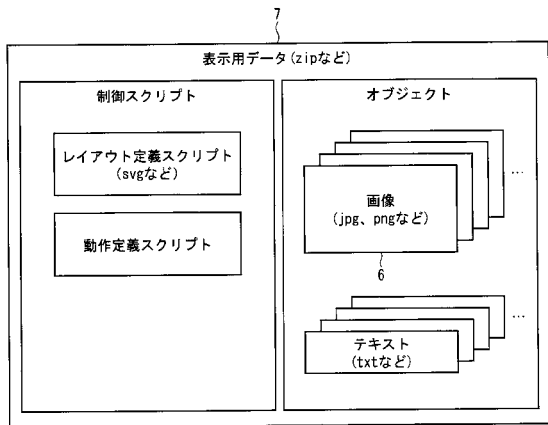 7
表示用データ(zipなど)
制御スクリプト
レイアウト定義スクリプト
(svgなど)
動作定義スクリプト
オブジェクト
画像
(jpg、pngなど)
…
6
テキスト
(txtなど)
…